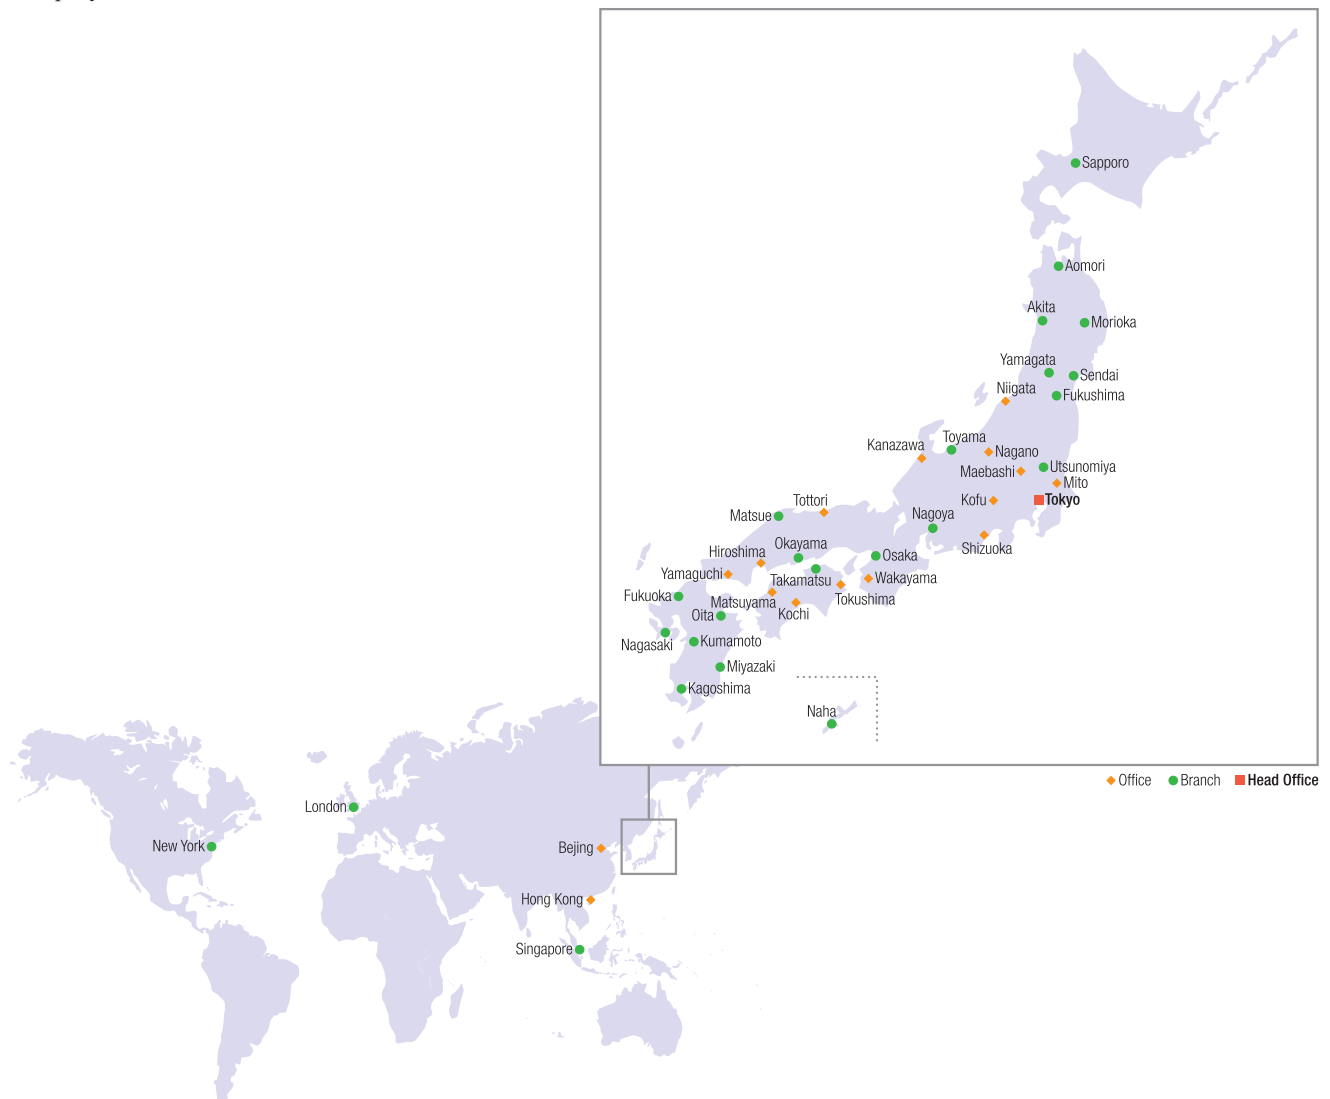 Sapporo
Aomori
Akita
Morioka
Yamagata
Sendai
Niigata
Fukushima
Toyama
Kanazawa
Nagano
Utsunomiya
Maebashi
Mito
Tottori
Kofu
Tokyo
Matsue
Nagoya
Okayama
Shizuoka
Hiroshima
Osaka
Yamaguchi
Takamatsu
Wakayama
Fukuoka
Matsuyama
Tokushima
Oita
Kochi
Nagasaki
Kumamoto
Miyazaki
Kagoshima
Naha
Office
Branch
Head Office
London
New York
Bejing
Hong Kong
Singapore